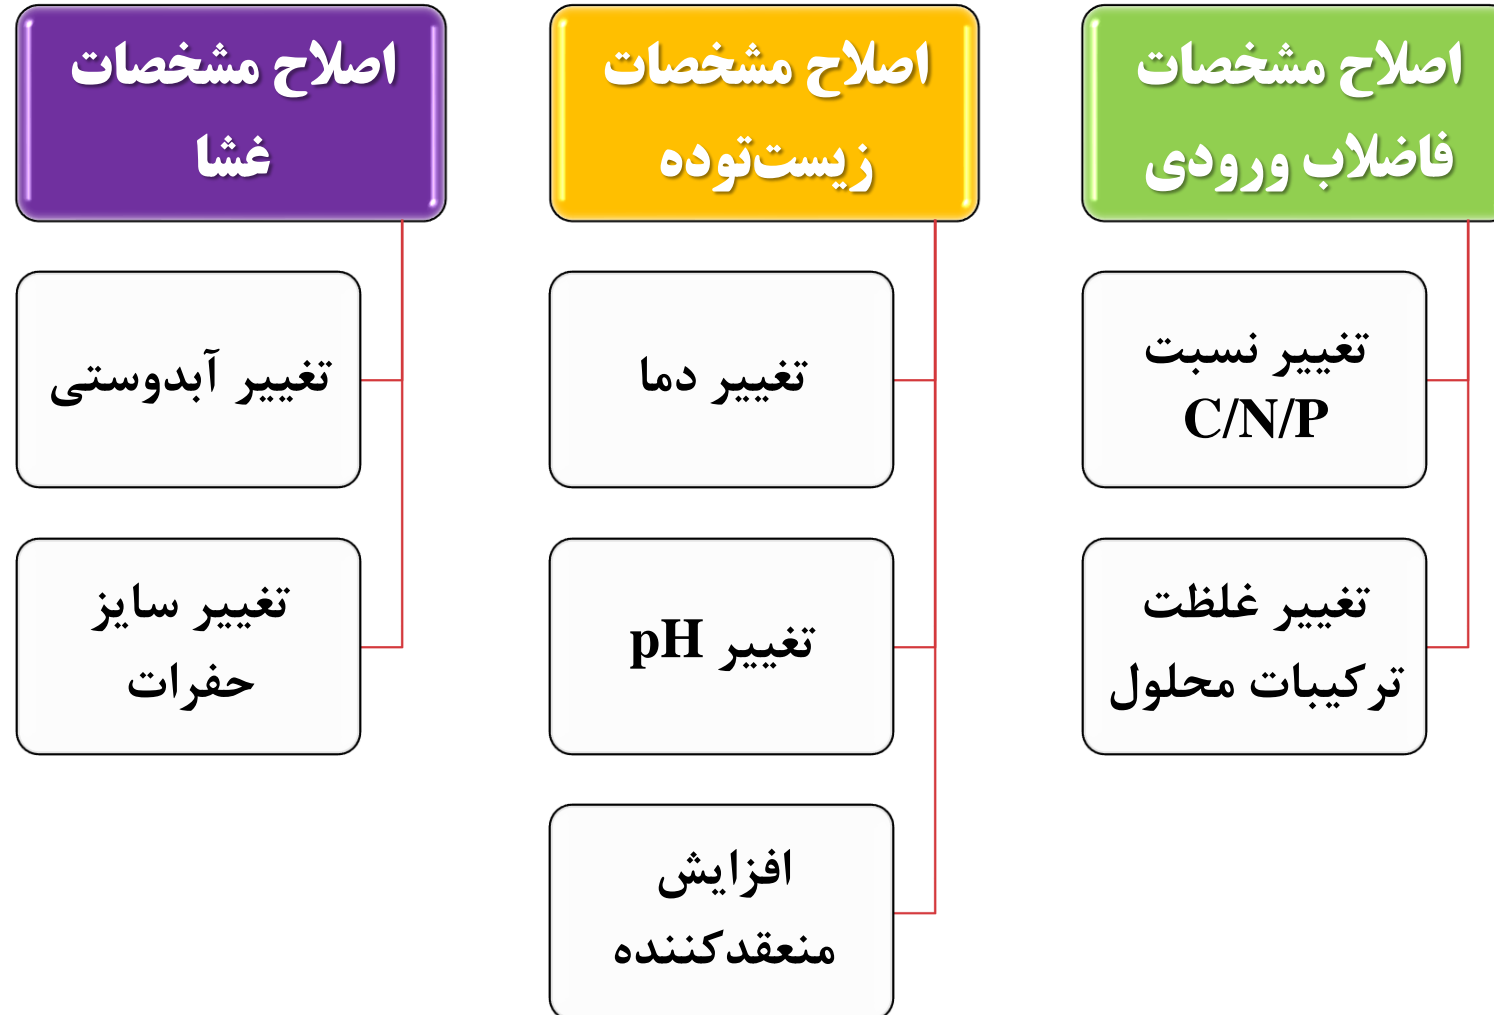 اصلاح مشخصات
فاضلاب ورودی
تغییر نسبت
C/N/P
تغییر غلظت
ترکیبات محلول
اصلاح مشخصات
زیست‌توده
تغییر دما
تغییر pH
افزایش
منعقدکننده
اصلاح مشخصات
غشا
تغییر آبدوستی
تغییر سایز
حفرات